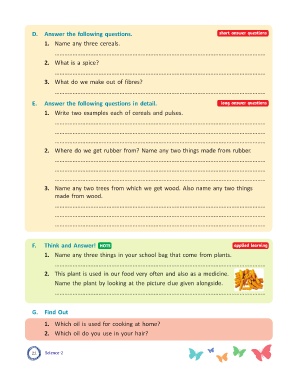 D. Answer the following questions. short answer questions
1. Name any three cereals.
2. What is a spice?
3. What do we make out of fibres?
E. Answer the following questions in detail. long answer questions
1. Write two examples each of cereals and pulses.
2. Where do we get rubber from? Name any two things made from rubber.
3. Name any two trees from which we get wood. Also name any two things
made from wood.
F. Think and Answer! HOTS applied learning
1. Name any three things in your school bag that come from plants.
2. This plant is used in our food very often and also as a medicine.
Name the plant by looking at the picture given alongside.
G. Find Out
1. Which oil is used for cooking at home?
2. Which oil do you use in your hair?
Science 2